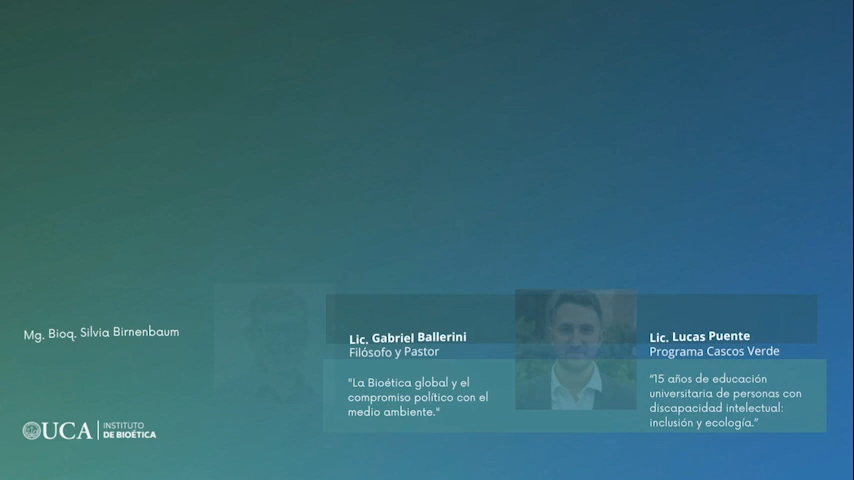 Mg. Bioq. Silvia Birnenbaum
Lic. Gabriel Ballerini
Filósofo y Pastor
"La Bioética global y el
compromiso político con el
medio ambiente."
Lic. Lucas Puente
Programa Cascos Verde
“15 años de educación
universitaria de personas con
discapacidad intelectual:
inclusión y ecología.”
UCA
INSTITUTO
DE BIOÉTICA